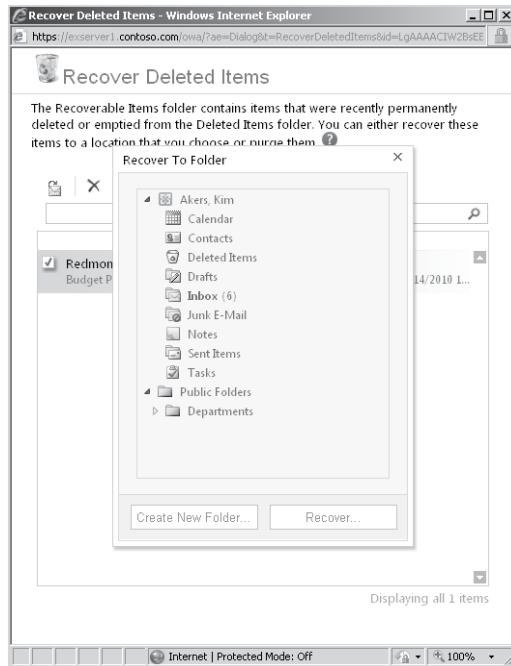 Recover Deleted Items - Windows Internet Explorer
https://exserver1.contoso.com/owa/?ae=Dialog&t=RecoverDeletedItems&id=LgAAAACIW2BsEE
Recover Deleted Items
The Recoverable Items folder contains items that were recently permanently
deleted or emptied from the Deleted Items folder. You can either recover these
items to a location that you choose or purge them.
Recover To Folder
Akers, Kim
Calendar
Contacts
Deleted Items
Drafts
Inbox (6)
Junk E-Mail
Notes
Sent Items
Tasks
Public Folders
Departments
Redmon
Budget P
14/2010 1...
Create New Folder...
Recover...
Displaying all 1 items
Internet | Protected Mode: Off
100%